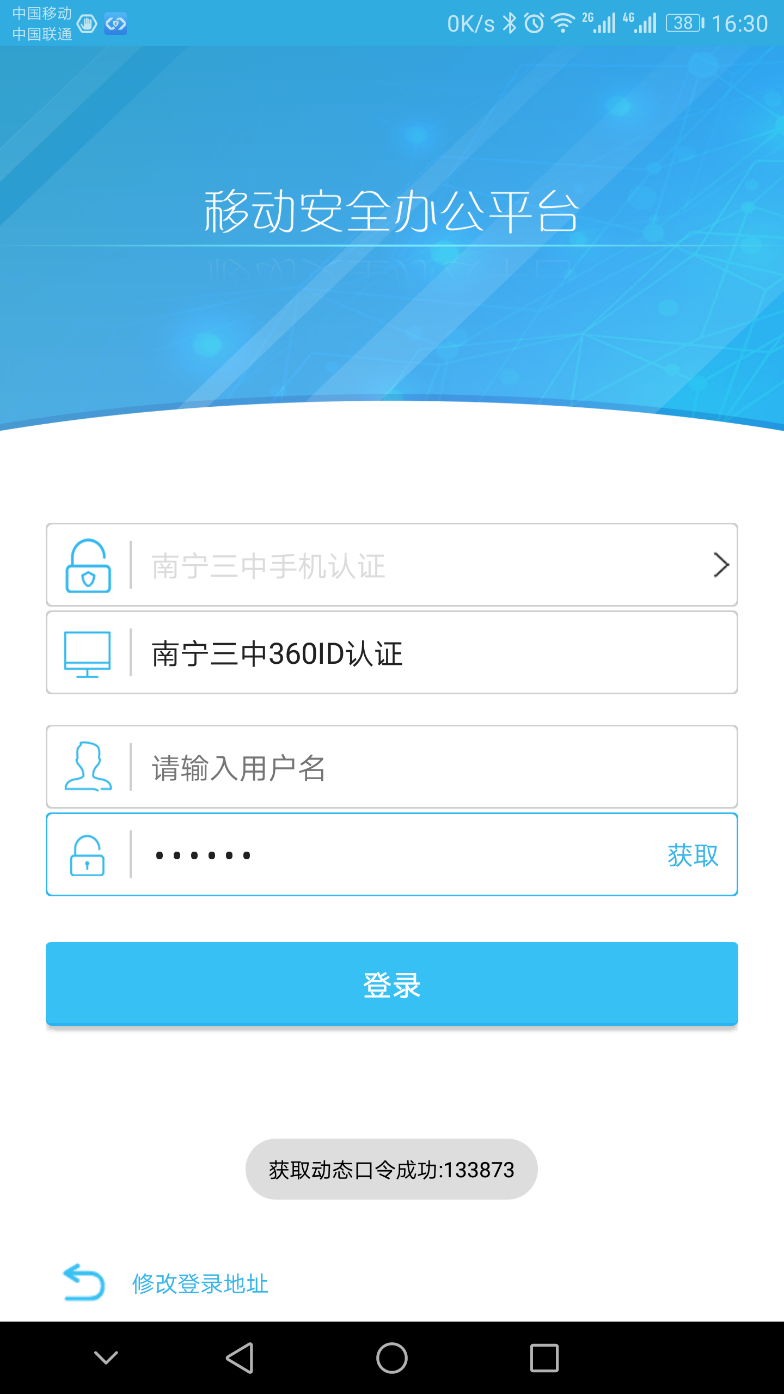 中国移动
中国联通
0K/s
2G
4G
38
16:30
移动安全办公平台
南宁三中手机认证
南宁三中360ID认证
请输入用户名
••••••
获取
登录
获取动态口令成功:133873
修改登录地址